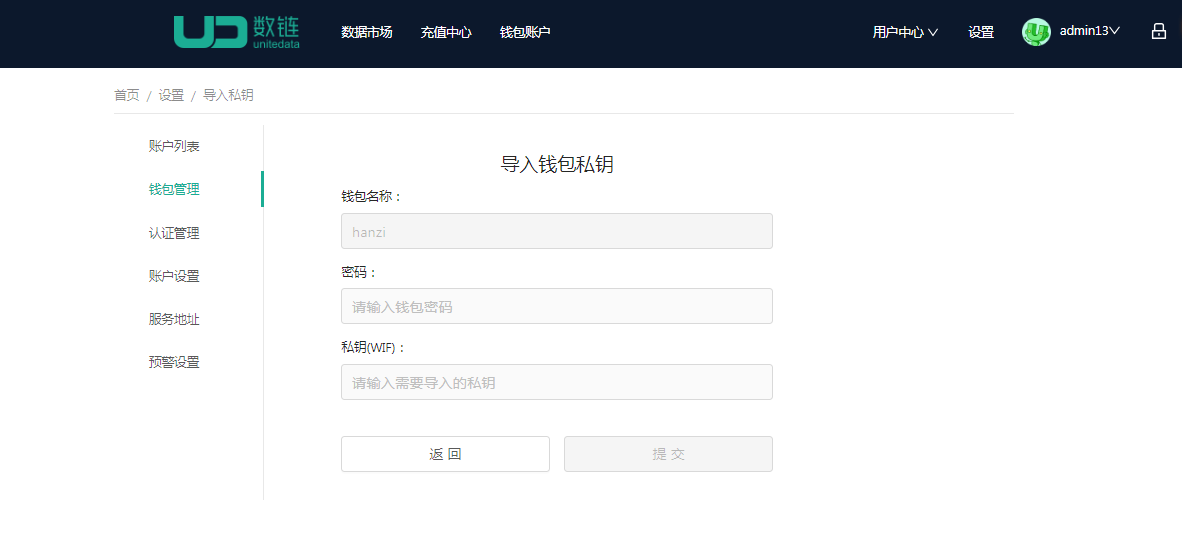 数链
unitedata
数据市场 充值中心 钱包账户 用户中心 设置 admin13
首页 / 设置 / 导入私钥
账户列表
钱包管理
认证管理
账户设置
服务地址
预警设置
导入钱包私钥
钱包名称：
hanzi
密码：
请输入钱包密码
私钥(WIF)：
请输入需要导入的私钥
返 回 提 交